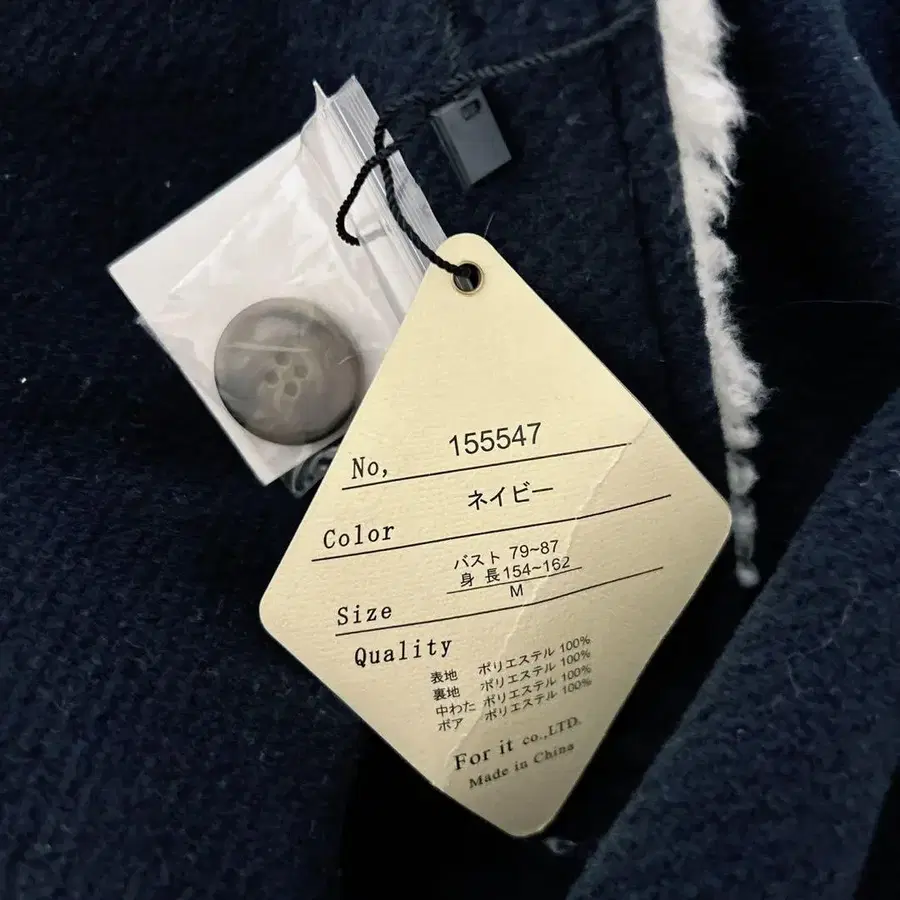 No, 155547
Color ネイビー
バスト 79~87
身 長154~162
Size M
Quality
表地 ポリエステル 100%
裏地 ポリエステル 100%
中わた ポリエステル 100%
ボア ポリエステル 100%
For it co.,LTD.
Made in China